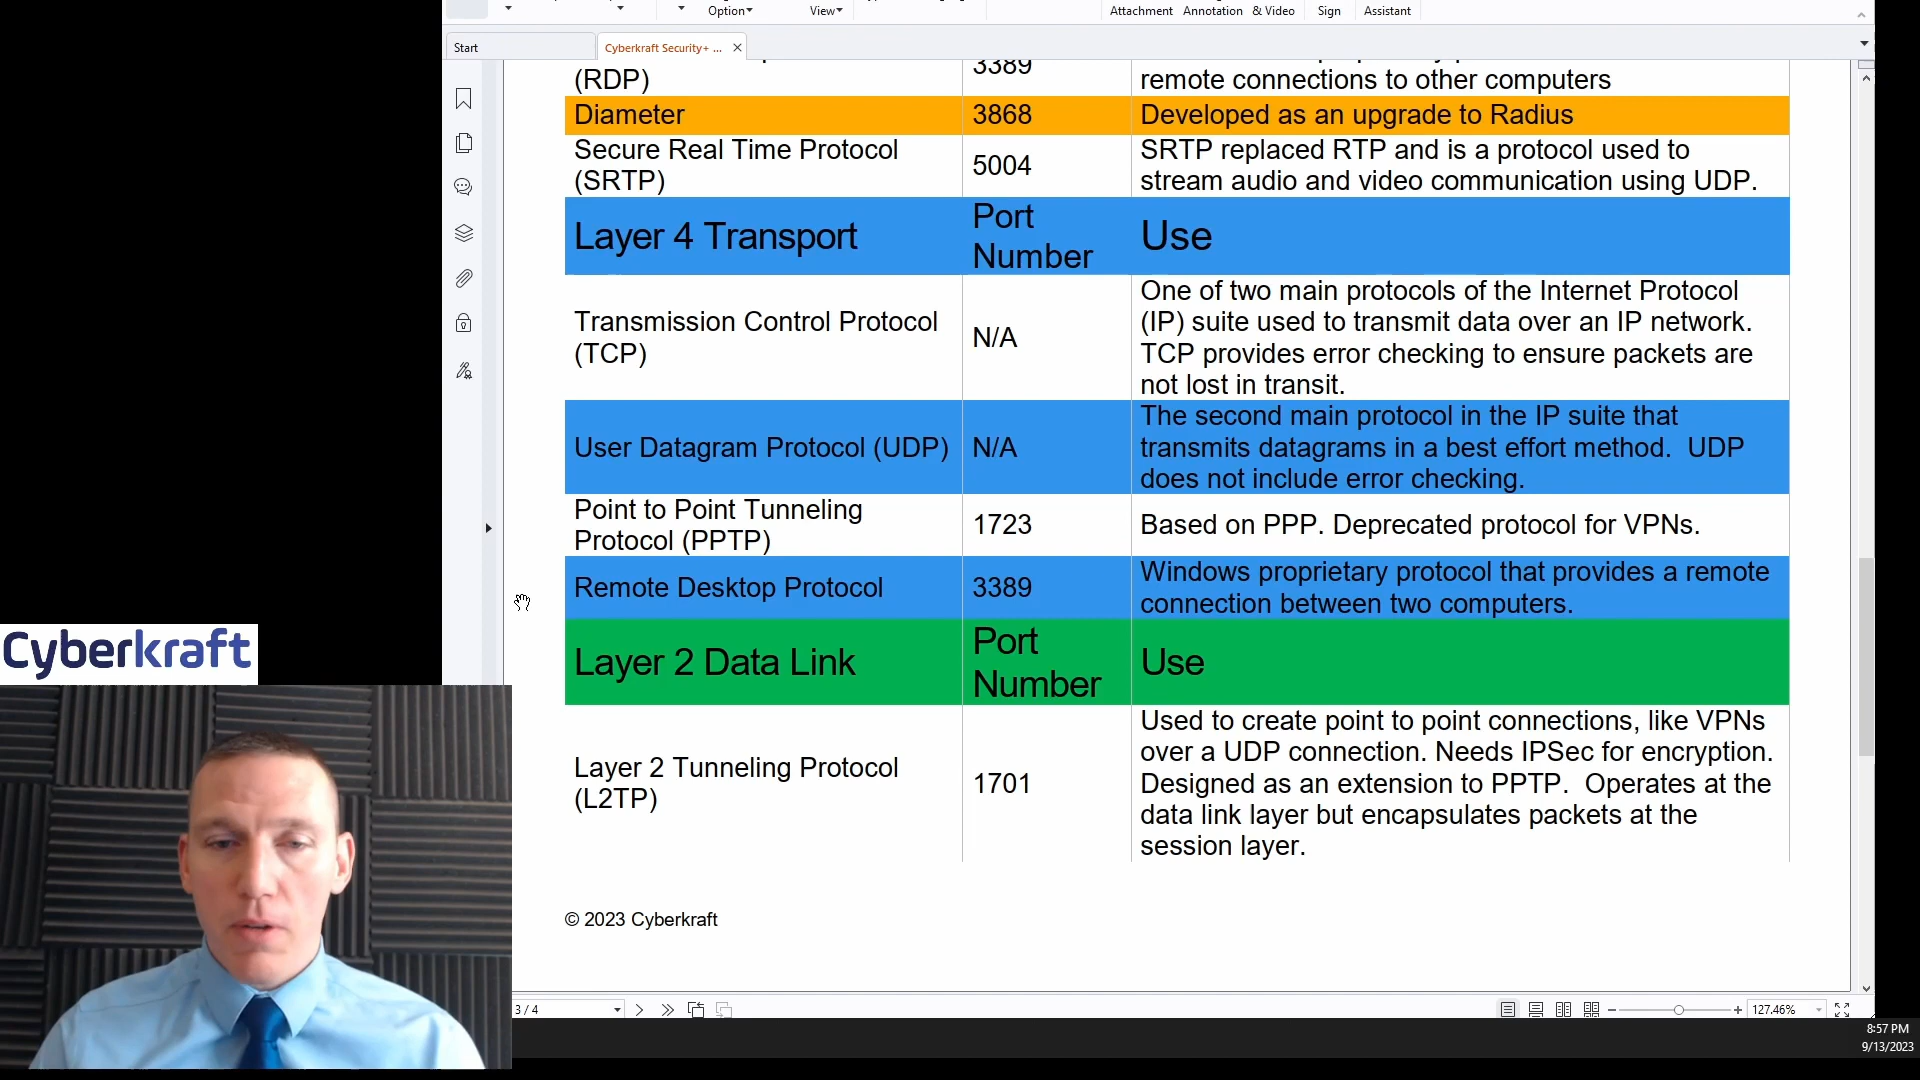 Option
View
Attachment
Annotation
& Video
Sign
Assistant
Start
Cyberkraft Security+ ...
(RDP)
3389
remote connections to other computers
Diameter
3868
Developed as an upgrade to Radius
Secure Real Time Protocol
(SRTP)
5004
SRTP replaced RTP and is a protocol used to
stream audio and video communication using UDP.
Layer 4 Transport
Port
Number
Use
Transmission Control Protocol
(TCP)
N/A
One of two main protocols of the Internet Protocol
(IP) suite used to transmit data over an IP network.
TCP provides error checking to ensure packets are
not lost in transit.
User Datagram Protocol (UDP)
N/A
The second main protocol in the IP suite that
transmits datagrams in a best effort method.  UDP
does not include error checking.
Point to Point Tunneling
Protocol (PPTP)
1723
Based on PPP. Deprecated protocol for VPNs.
Remote Desktop Protocol
3389
Windows proprietary protocol that provides a remote
connection between two computers.
Layer 2 Data Link
Port
Number
Use
Layer 2 Tunneling Protocol
(L2TP)
1701
Used to create point to point connections, like VPNs
over a UDP connection. Needs IPSec for encryption.
Designed as an extension to PPTP.  Operates at the
data link layer but encapsulates packets at the
session layer.
© 2023 Cyberkraft
Cyberkraft
3 / 4
127.46%
8:57 PM
9/13/2023